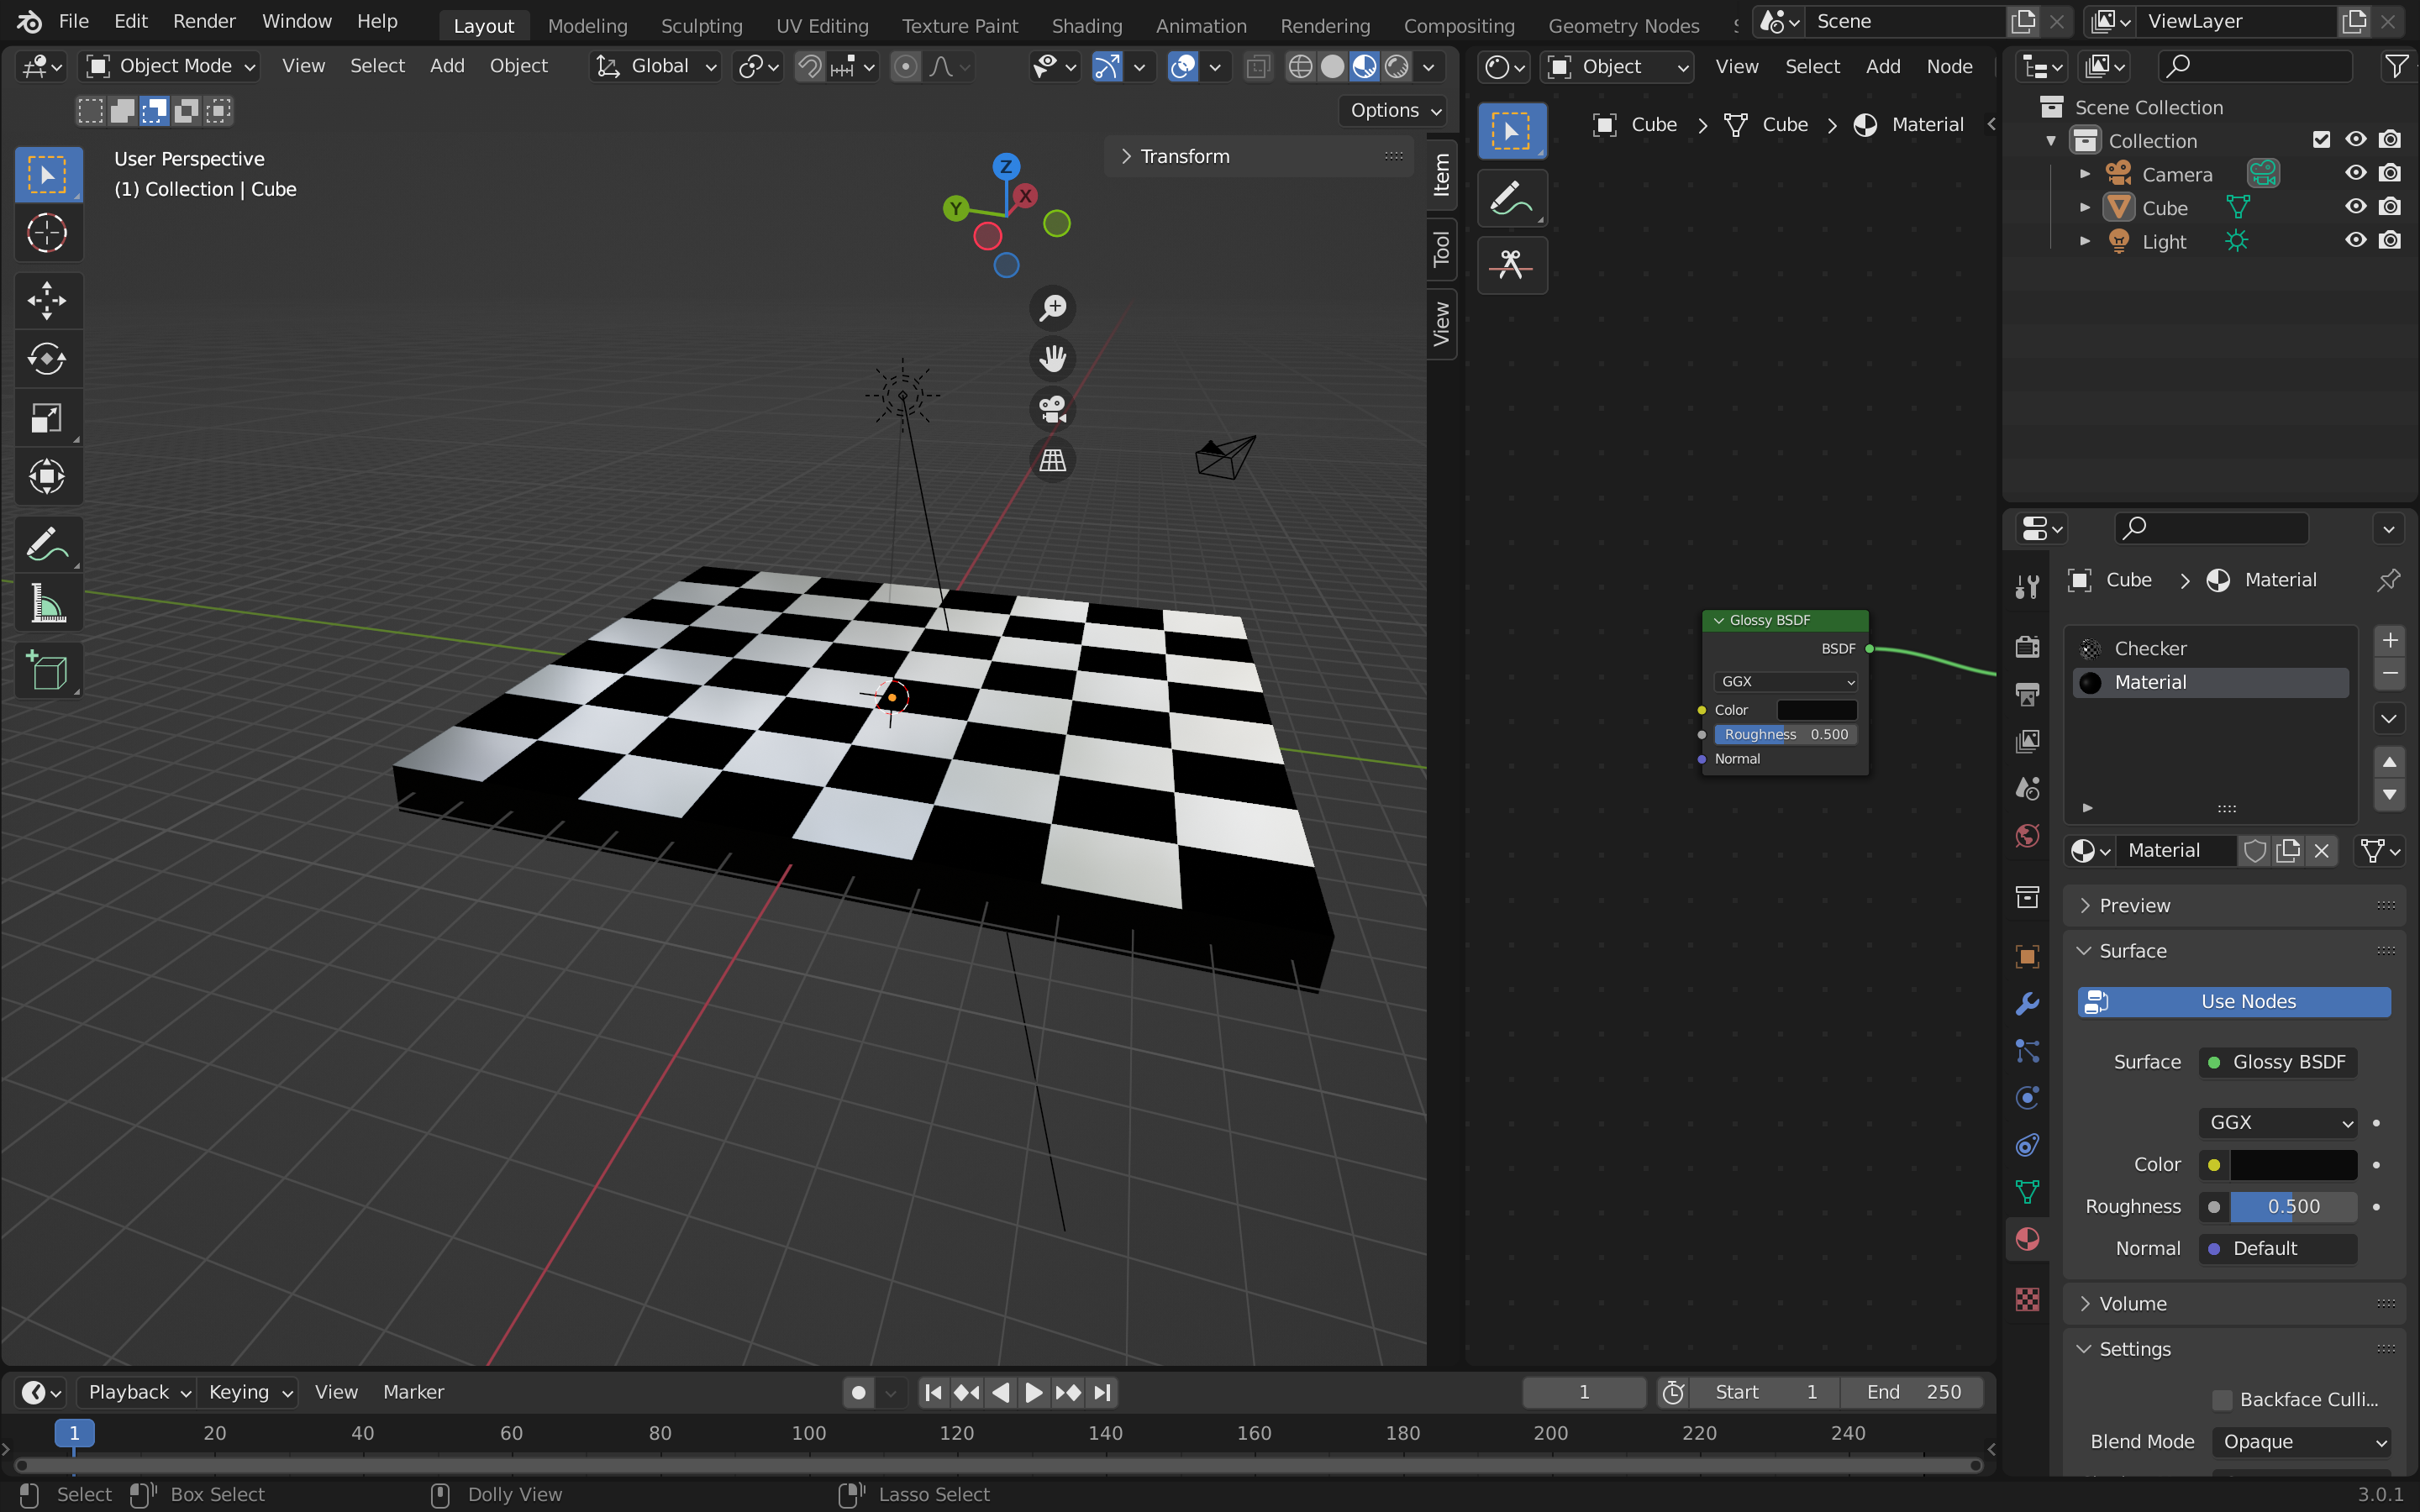 File Edit Render Window Help Layout Modeling Sculpting UV Editing Texture Paint Shading Animation Rendering Compositing Geometry Nodes Scene ViewLayer
Object Mode View Select Add Object Global Object View Select Add Node
Options
User Perspective
(1) Collection | Cube
Transform
Item
Tool
View
Z
X
Y
Cube Cube Material
Glossy BSDF
BSDF
GGX
Color
Roughness 0.500
Normal
Scene Collection
Collection
Camera
Cube
Light
Cube Material
Checker
Material
Material
Preview
Surface
Use Nodes
Surface Glossy BSDF
GGX
Color
Roughness 0.500
Normal Default
Volume
Settings
Backface Culli...
Blend Mode Opaque
Playback Keying View Marker 1 Start 1 End 250
1 20 40 60 80 100 120 140 160 180 200 220 240
Select Box Select Dolly View Lasso Select 3.0.1